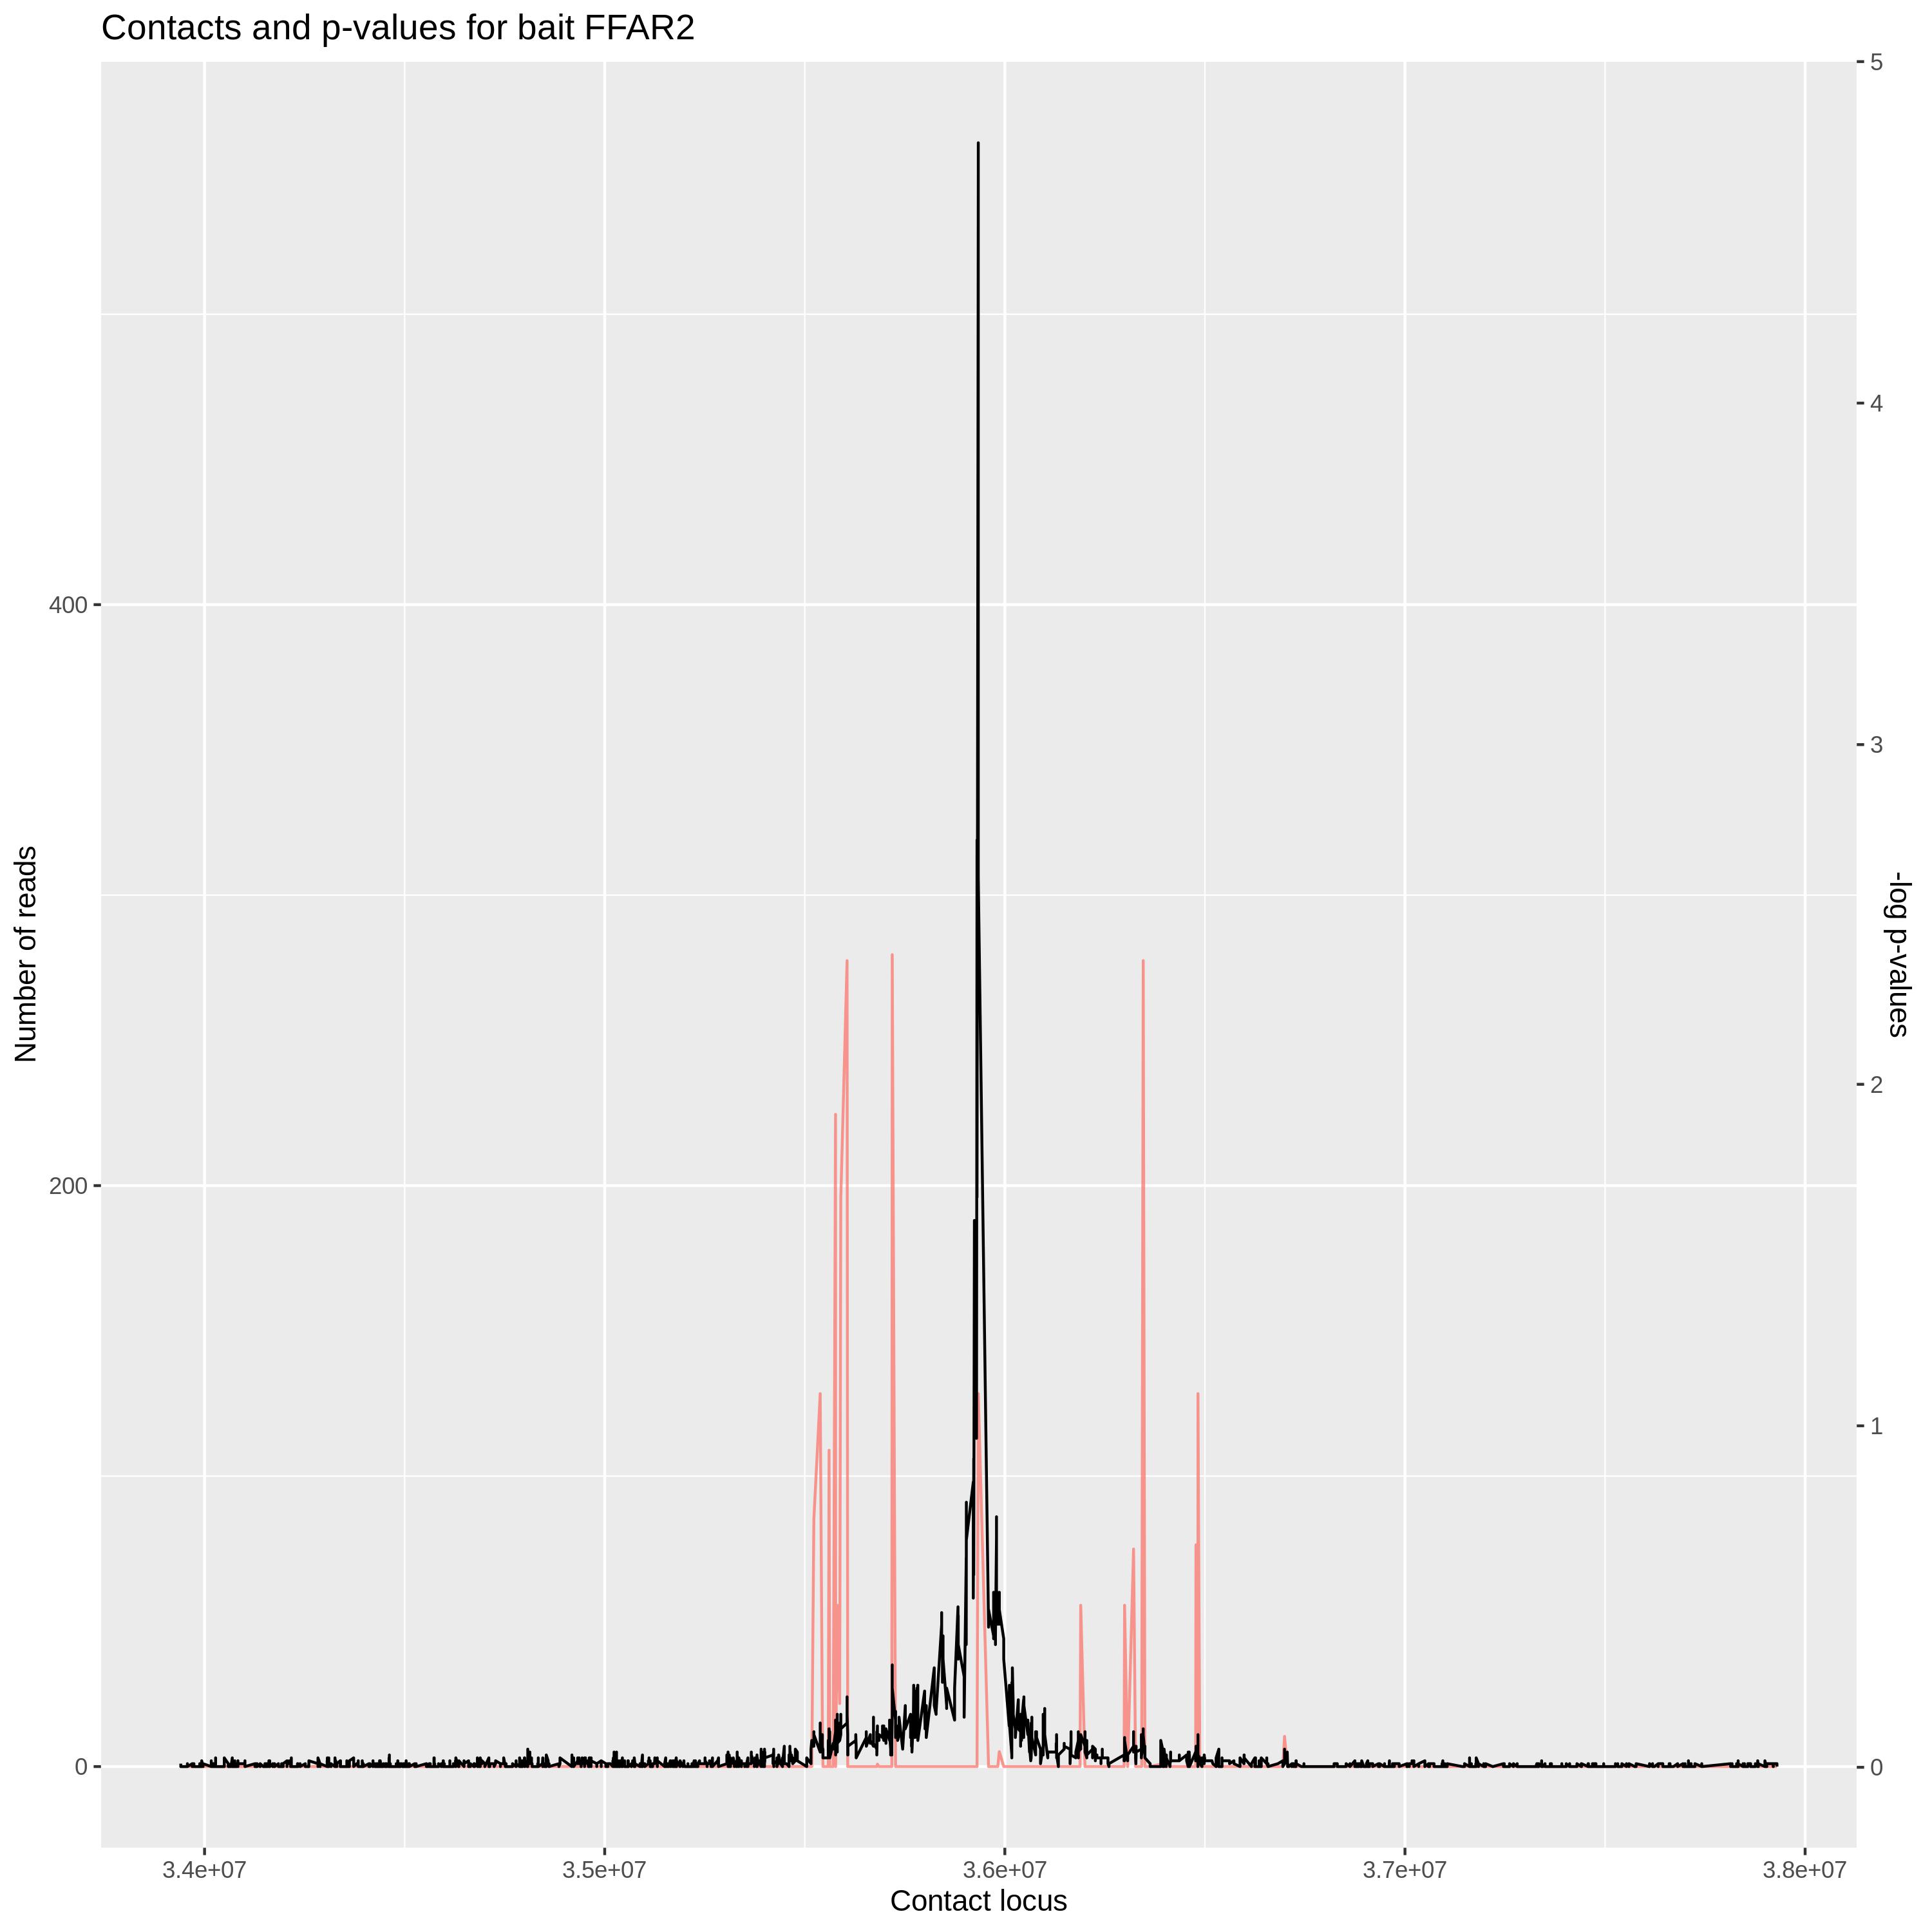 Contacts and p-values for bait FFAR2
5
4
400
3
Number of reads
-log p-values
2
200
1
0
0
3.4e+07 3.5e+07 3.6e+07 3.7e+07 3.8e+07
Contact locus